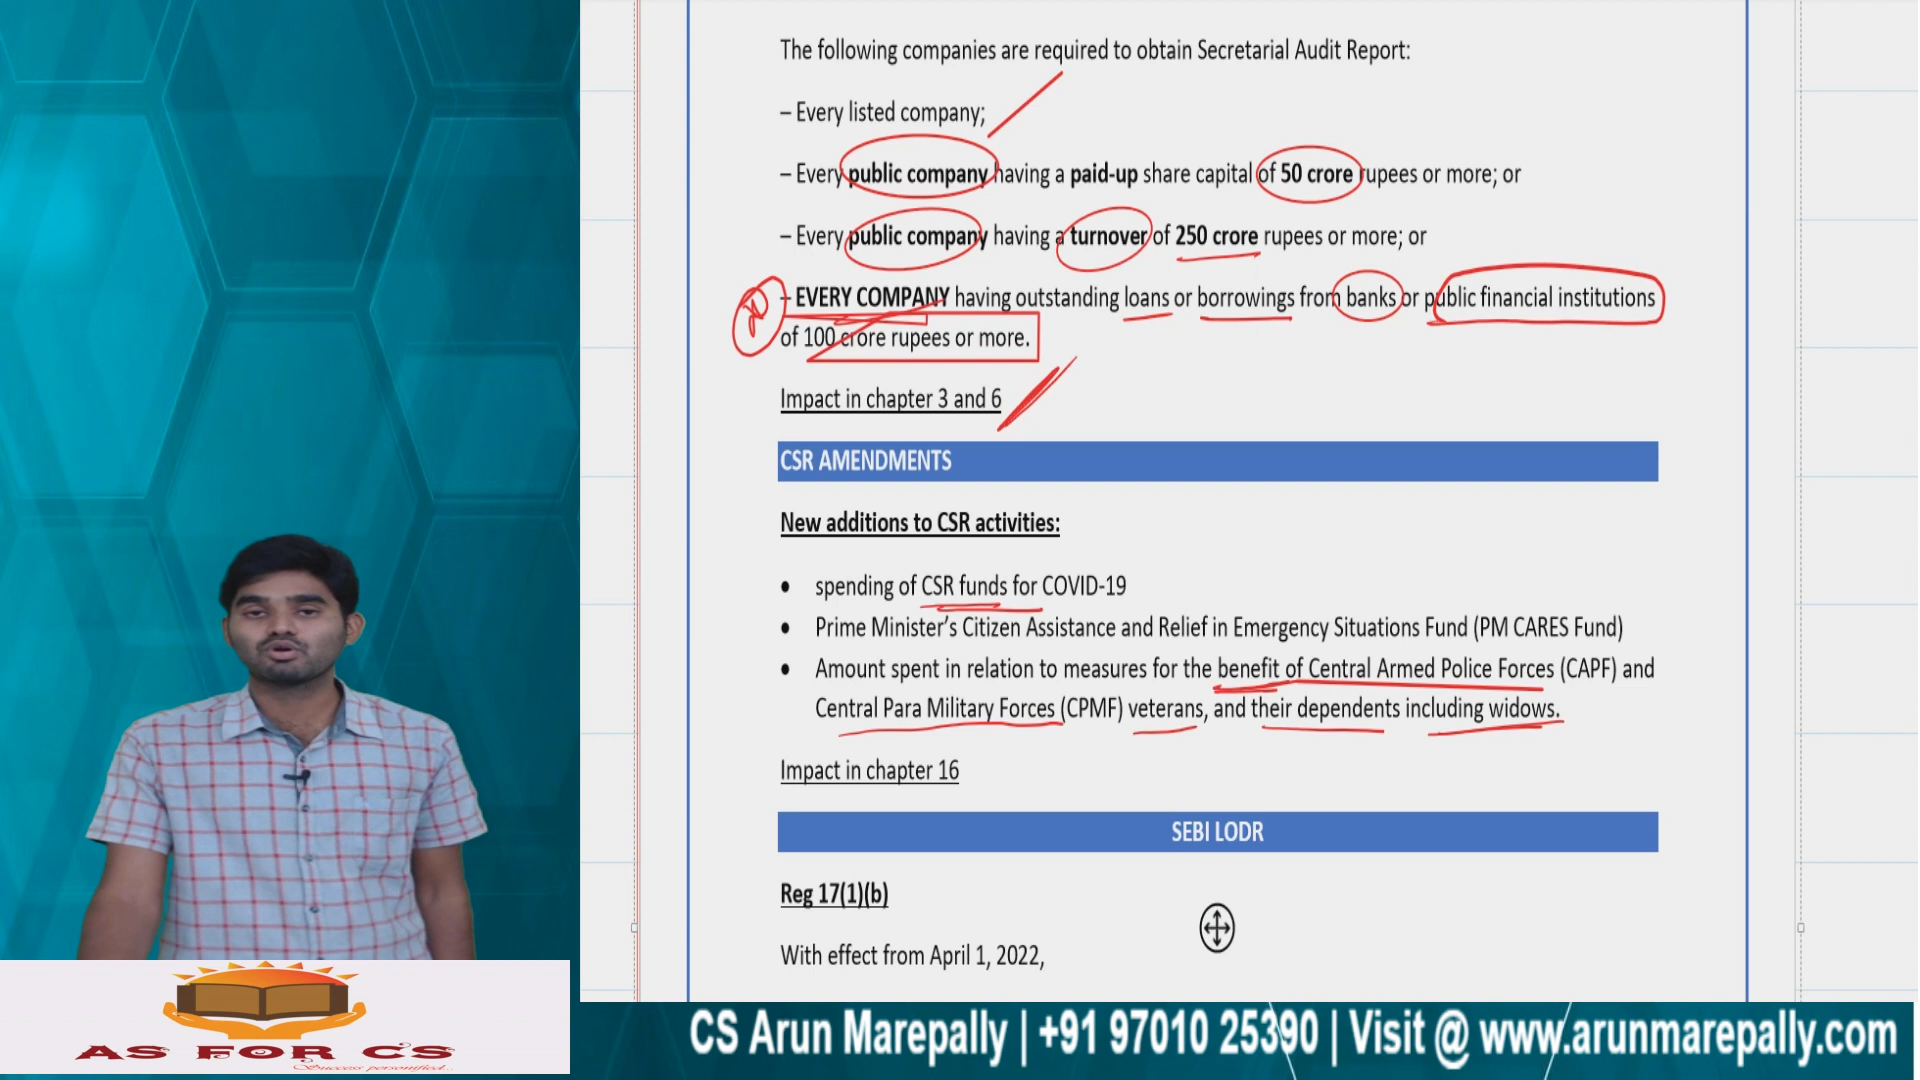 The following companies are required to obtain Secretarial Audit Report:
– Every listed company;
– Every public company having a paid-up share capital of 50 crore rupees or more; or
– Every public company having a turnover of 250 crore rupees or more; or
– EVERY COMPANY having outstanding loans or borrowings from banks or public financial institutions
of 100 crore rupees or more.
Impact in chapter 3 and 6
CSR AMENDMENTS
New additions to CSR activities:
• spending of CSR funds for COVID-19
• Prime Minister’s Citizen Assistance and Relief in Emergency Situations Fund (PM CARES Fund)
• Amount spent in relation to measures for the benefit of Central Armed Police Forces (CAPF) and
Central Para Military Forces (CPMF) veterans, and their dependents including widows.
Impact in chapter 16
SEBI LODR
Reg 17(1)(b)
With effect from April 1, 2022,
AS FOR CS
Success personified...
CS Arun Marepally | +91 97010 25390 | Visit @ www.arunmarepally.com